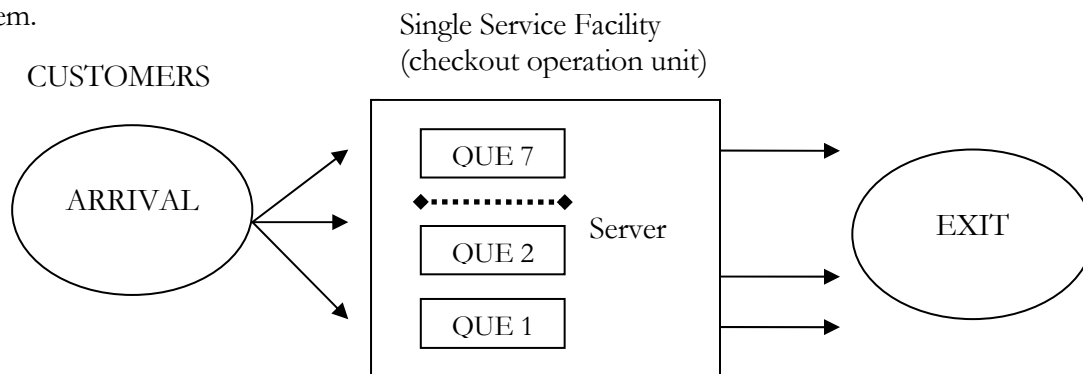 em.
Single Service Facility
(checkout operation unit)
CUSTOMERS
ARRIVAL
QUE 7
Server
QUE 2
QUE 1
EXIT